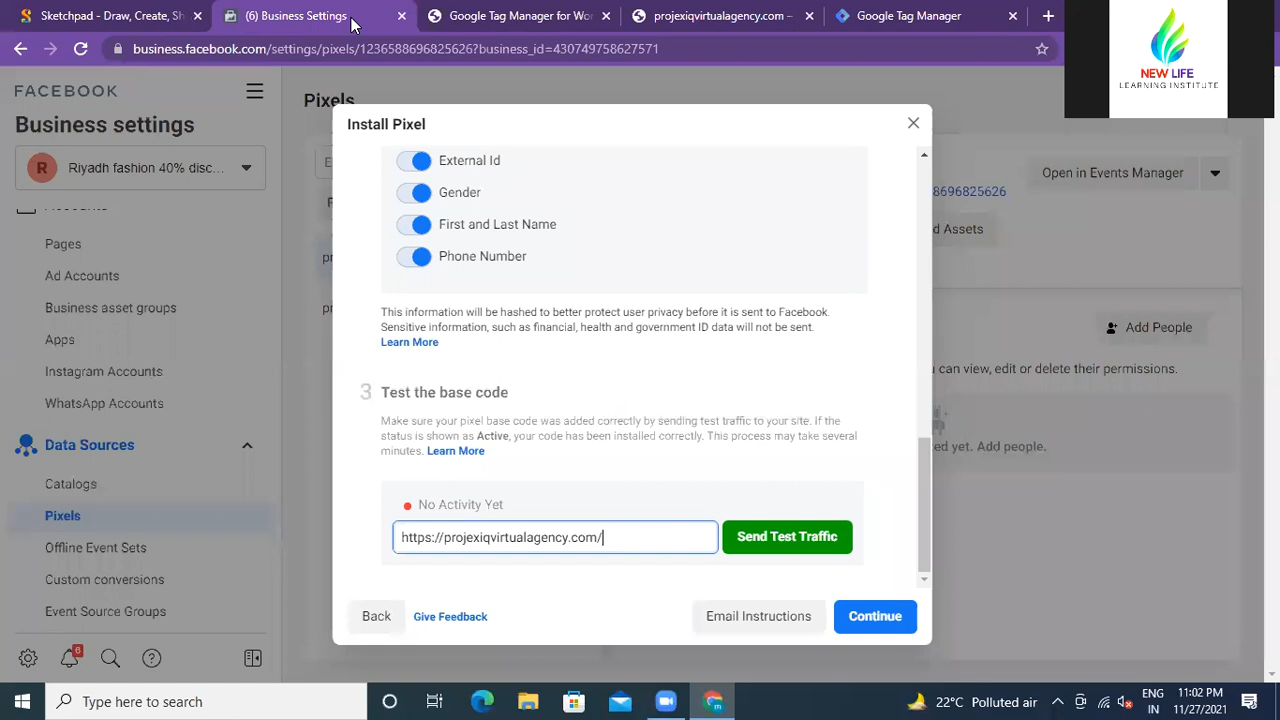 Sketchpad - Draw, Create, Sh
(6) Business Settings
Google Tag Manager for Wo
projexiqvirtualagency.com –
Google Tag Manager
business.facebook.com/settings/pixels/1236588696825626?business_id=430749758627571
NEW LIFE
LEARNING INSTITUTE
FACEBOOK
Business settings
R
Riyadh fashion 40% disc...
Pages
Ad Accounts
Business asset groups
Apps
Instagram Accounts
WhatsApp Accounts
Data Sources
Catalogs
Pixels
Offline Event Sets
Custom conversions
Event Source Groups
6
Pixels
Open in Events Manager
8696825626
d Assets
Add People
can view, edit or delete their permissions.
ed yet. Add people.
Install Pixel
External Id
Gender
First and Last Name
Phone Number
This information will be hashed to better protect user privacy before it is sent to Facebook.
Sensitive information, such as financial, health and government ID data will not be sent.
Learn More
3 Test the base code
Make sure your pixel base code was added correctly by sending test traffic to your site. If the
status is shown as Active, your code has been installed correctly. This process may take several
minutes. Learn More
No Activity Yet
https://projexiqvirtualagency.com/
Send Test Traffic
Back
Give Feedback
Email Instructions
Continue
Type here to search
22°C Polluted air
ENG
IN
11:02 PM
11/27/2021